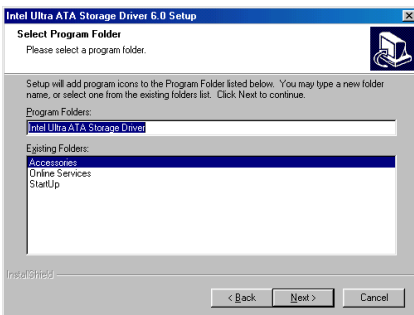 Intel Ultra ATA Storage Driver 6.0 Setup
Select Program Folder
Please select a program folder.
Setup will add program icons to the Program Folder listed below. You may type a new folder
name, or select one from the existing folders list. Click Next to continue.
Program Folders:
Intel Ultra ATA Storage Driver
Existing Folders:
Accessories
Online Services
StartUp
InstallShield
< Back
Next >
Cancel